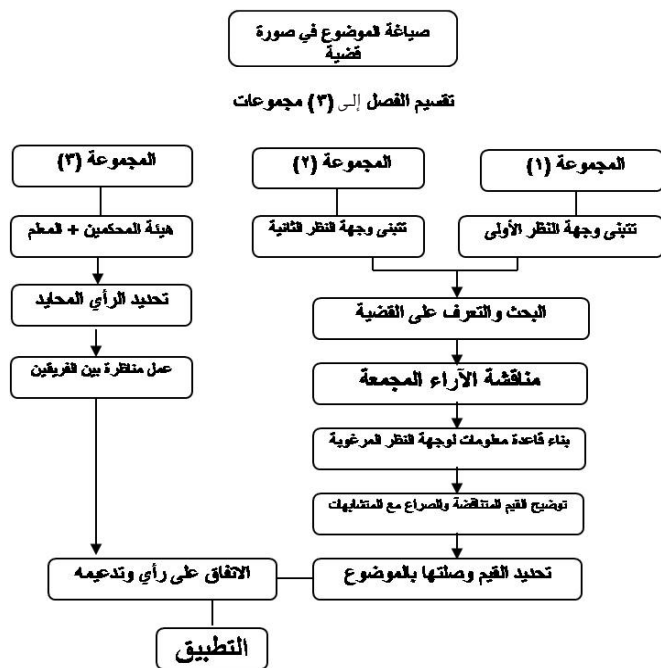 صياغة الموضوع في صورة
قضية
تقسيم الفصل إلى (٣) مجموعات
المجموعة (١)
المجموعة (٢)
المجموعة (٣)
تتبنى وجهة النظر الأولى
تتبنى وجهة النظر الثانية
هيئة المحكمين + المعلم
البحث والتعرف على القضية
تحديد الرأي المحايد
مناقشة الآراء المجمعة
عمل مناظرة بين الفريقين
بناء قاعدة معلومات لوجهة النظر المرغوبة
توضيح القيم المتناقضة والصراع مع المتشابهات
تحديد القيم وصلتها بالموضوع
الاتفاق على رأي وتدعيمه
التطبيق